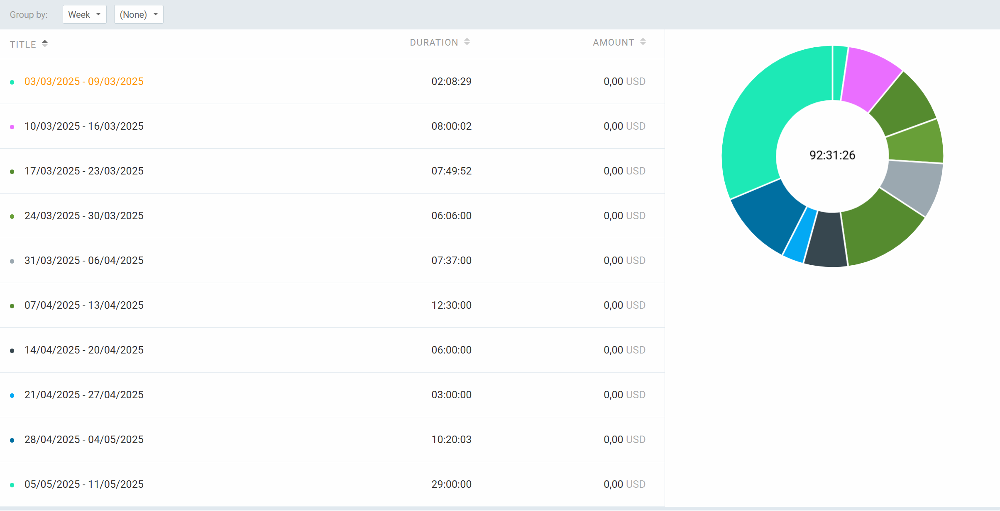 Group by: Week (None)
TITLE DURATION AMOUNT
03/03/2025 - 09/03/2025 02:08:29 0,00 USD
10/03/2025 - 16/03/2025 08:00:02 0,00 USD
17/03/2025 - 23/03/2025 07:49:52 0,00 USD
24/03/2025 - 30/03/2025 06:06:00 0,00 USD
31/03/2025 - 06/04/2025 07:37:00 0,00 USD
07/04/2025 - 13/04/2025 12:30:00 0,00 USD
14/04/2025 - 20/04/2025 06:00:00 0,00 USD
21/04/2025 - 27/04/2025 03:00:00 0,00 USD
28/04/2025 - 04/05/2025 10:20:03 0,00 USD
05/05/2025 - 11/05/2025 29:00:00 0,00 USD
92:31:26